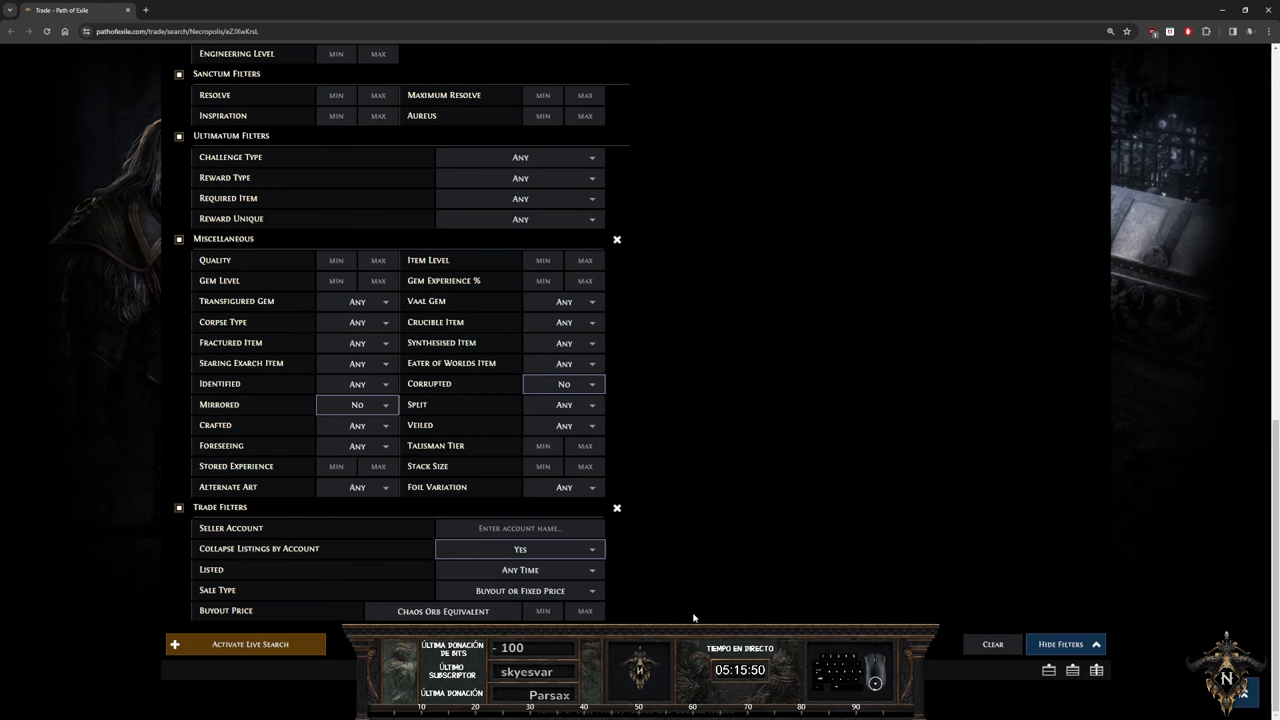 Trade - Path of Exile
pathofexile.com/trade/search/Necropolis/eZJXwKrsL
ENGINEERING LEVEL MIN MAX
SANCTUM FILTERS
RESOLVE MIN MAX MAXIMUM RESOLVE MIN MAX
INSPIRATION MIN MAX AUREUS MIN MAX
ULTIMATUM FILTERS
CHALLENGE TYPE ANY
REWARD TYPE ANY
REQUIRED ITEM ANY
REWARD UNIQUE ANY
MISCELLANEOUS
QUALITY MIN MAX ITEM LEVEL MIN MAX
GEM LEVEL MIN MAX GEM EXPERIENCE % MIN MAX
TRANSFIGURED GEM ANY VAAL GEM ANY
CORPSE TYPE ANY CRUCIBLE ITEM ANY
FRACTURED ITEM ANY SYNTHESISED ITEM ANY
SEARING EXARCH ITEM ANY EATER OF WORLDS ITEM ANY
IDENTIFIED ANY CORRUPTED NO
MIRRORED NO SPLIT ANY
CRAFTED ANY VEILED ANY
FORESEEING ANY TALISMAN TIER MIN MAX
STORED EXPERIENCE MIN MAX STACK SIZE MIN MAX
ALTERNATE ART ANY FOIL VARIATION ANY
TRADE FILTERS
SELLER ACCOUNT ENTER ACCOUNT NAME...
COLLAPSE LISTINGS BY ACCOUNT YES
LISTED ANY TIME
SALE TYPE BUYOUT OR FIXED PRICE
BUYOUT PRICE CHAOS ORB EQUIVALENT MIN MAX
ACTIVATE LIVE SEARCH
CLEAR
HIDE FILTERS
ÚLTIMA DONACIÓN
DE BITS
- 100
ÚLTIMO
SUBSCRIPTOR
skyesvar
ÚLTIMA DONACIÓN
Parsax
N
TIEMPO EN DIRECTO
05:15:50
10 20 30 40 50 60 70 80 90
N